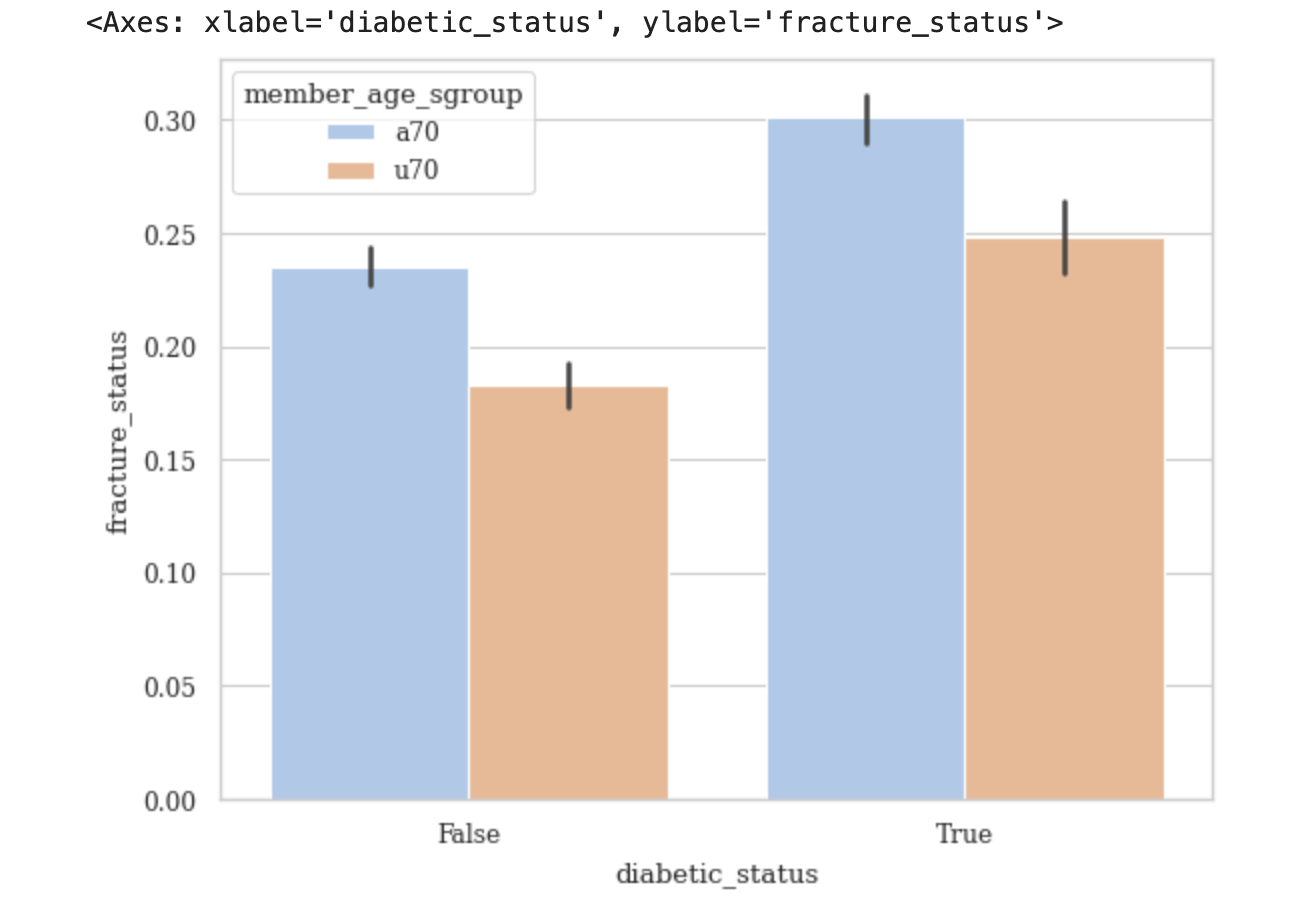 <Axes: xlabel='diabetic_status', ylabel='fracture_status'>
member_age_sgroup
a70
u70
0.30
0.25
0.20
0.15
0.10
0.05
0.00
fracture_status
False
True
diabetic_status